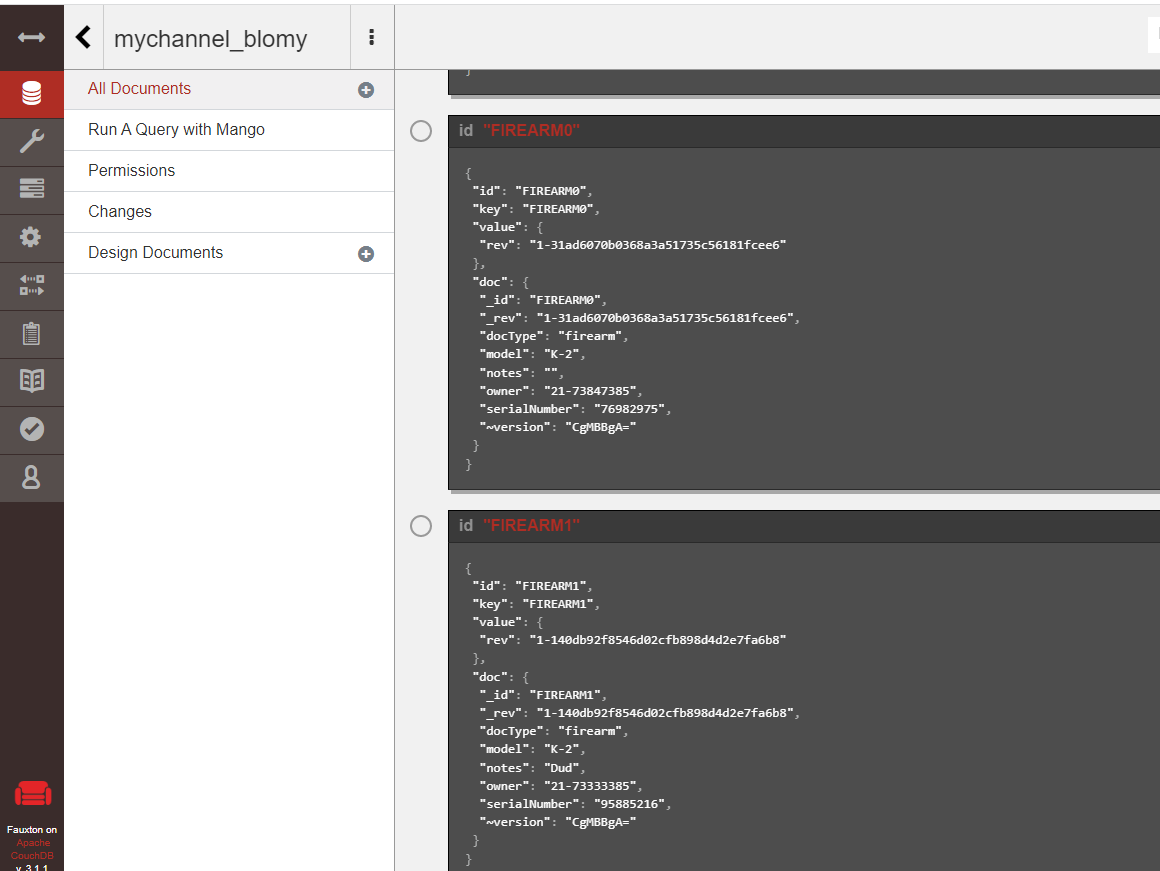 mychannel_blomy
All Documents
Run A Query with Mango
Permissions
Changes
Design Documents
}
id "FIREARM0"
{
"id": "FIREARM0",
"key": "FIREARM0",
"value": {
"rev": "1-31ad6070b0368a3a51735c56181fcee6"
},
"doc": {
"_id": "FIREARM0",
"_rev": "1-31ad6070b0368a3a51735c56181fcee6",
"docType": "firearm",
"model": "K-2",
"notes": "",
"owner": "21-73847385",
"serialNumber": "76982975",
"~version": "CgMBBgA="
}
}
id "FIREARM1"
{
"id": "FIREARM1",
"key": "FIREARM1",
"value": {
"rev": "1-140db92f8546d02cfb898d4d2e7fa6b8"
},
"doc": {
"_id": "FIREARM1",
"_rev": "1-140db92f8546d02cfb898d4d2e7fa6b8",
"docType": "firearm",
"model": "K-2",
"notes": "Dud",
"owner": "21-73333385",
"serialNumber": "95885216",
"~version": "CgMBBgA="
}
}
Fauxton on
Apache
CouchDB
v. 3.1.1